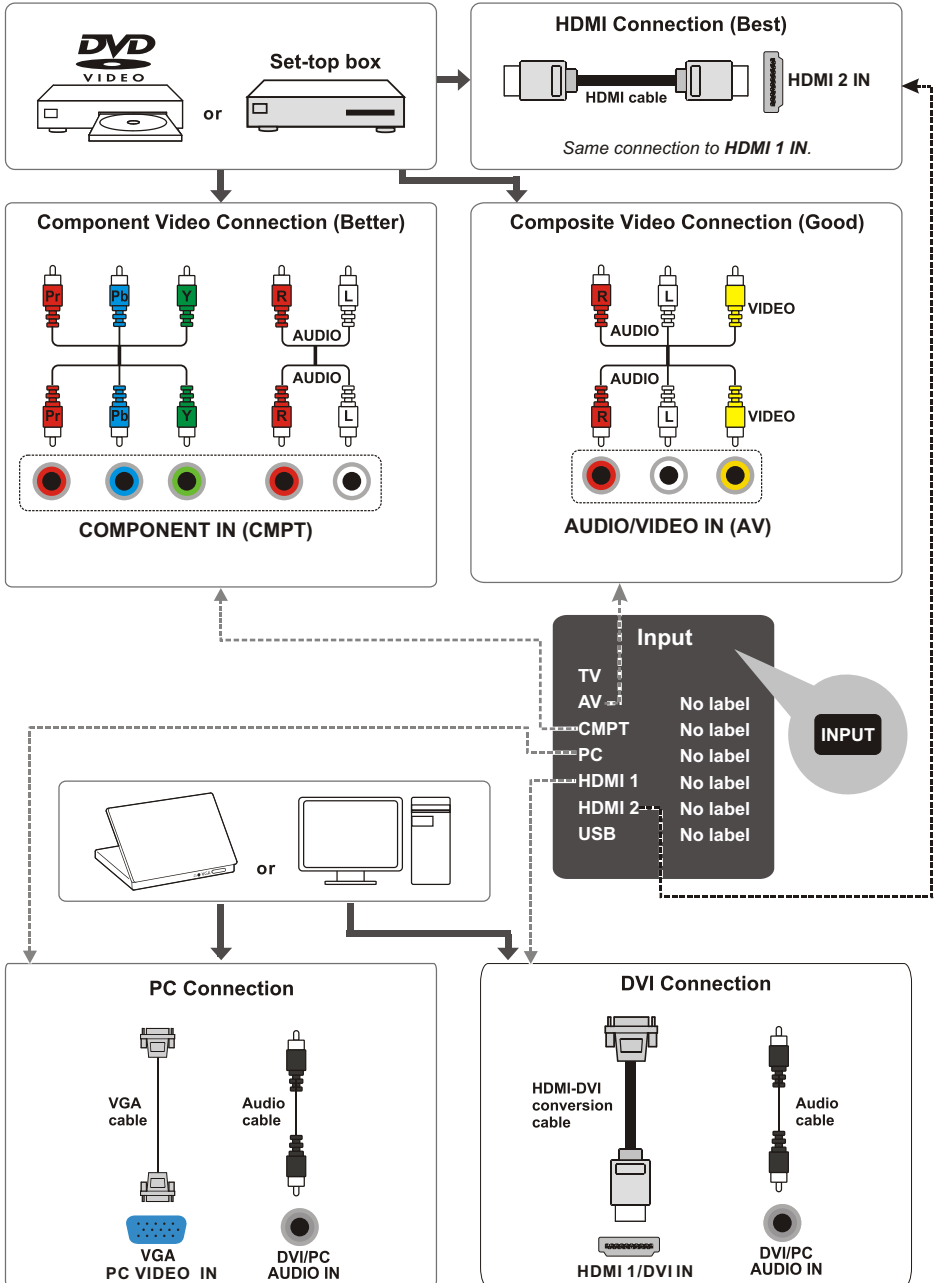 DVD
VIDEO
or
Set-top box
HDMI Connection (Best)
HDMI cable
HDMI 2 IN
Same connection to HDMI 1 IN.
Component Video Connection (Better)
Pr Pb Y R L
AUDIO
AUDIO
Pr Pb Y R L
COMPONENT IN (CMPT)
Composite Video Connection (Good)
R L VIDEO
AUDIO
AUDIO
R L VIDEO
AUDIO/VIDEO IN (AV)
Input
TV
AV No label
CMPT No label
PC No label
HDMI 1 No label
HDMI 2 No label
USB No label
INPUT
or
PC Connection
VGA
cable
Audio
cable
VGA
PC VIDEO IN
DVI/PC
AUDIO IN
DVI Connection
HDMI-DVI
conversion
cable
Audio
cable
HDMI 1/DVI IN
DVI/PC
AUDIO IN